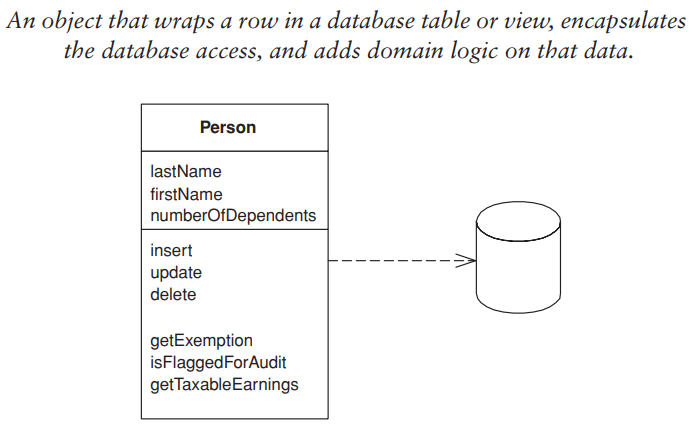 An object that wraps a row in a database table or view, encapsulates
the database access, and adds domain logic on that data.
Person
lastName
firstName
numberOfDependents
insert
update
delete
getExemption
isFlaggedForAudit
getTaxableEarnings